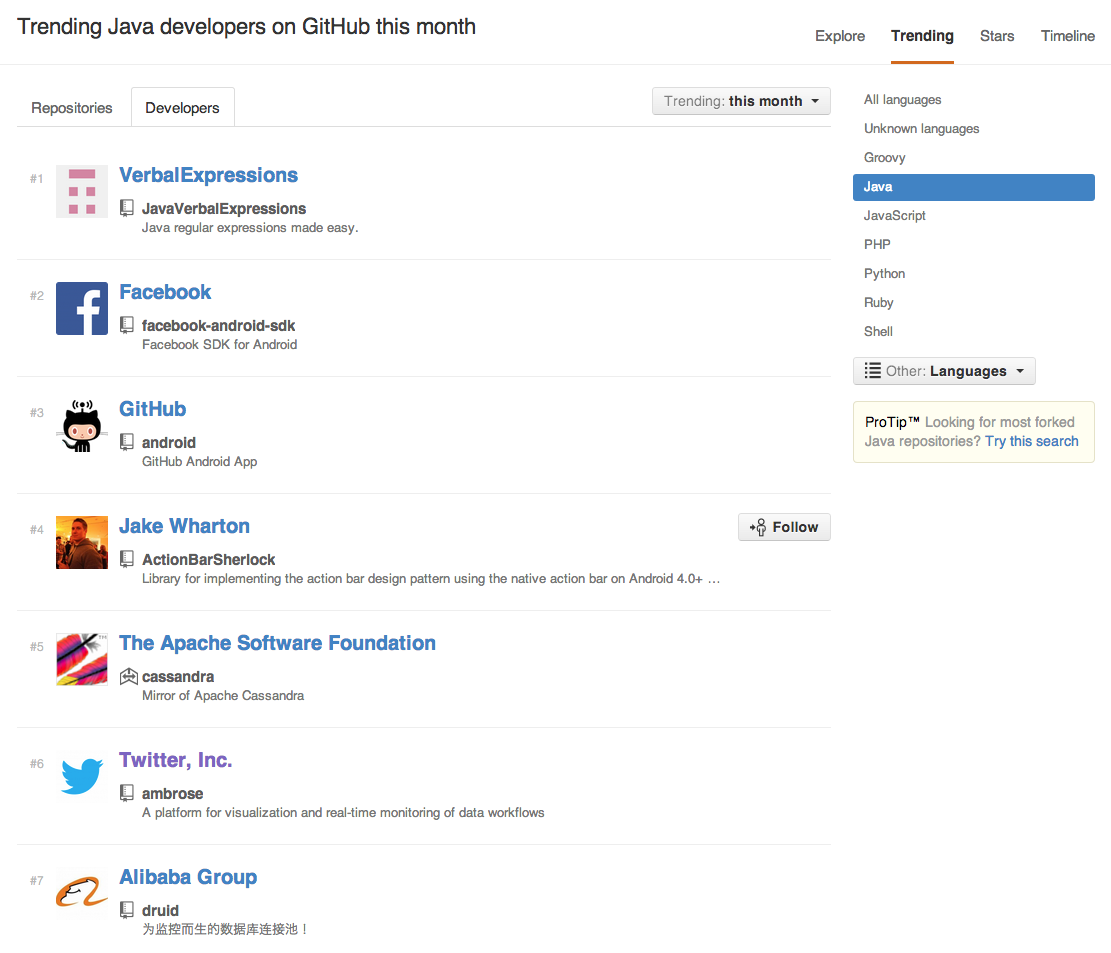 Trending Java developers on GitHub this month
Explore Trending Stars Timeline
Repositories Developers
Trending: this month
#1
VerbalExpressions
JavaVerbalExpressions
Java regular expressions made easy.
#2
Facebook
facebook-android-sdk
Facebook SDK for Android
#3
GitHub
android
GitHub Android App
#4
Jake Wharton
Follow
ActionBarSherlock
Library for implementing the action bar design pattern using the native action bar on Android 4.0+ …
#5
TM
The Apache Software Foundation
cassandra
Mirror of Apache Cassandra
#6
Twitter, Inc.
ambrose
A platform for visualization and real-time monitoring of data workflows
#7
Alibaba Group
druid
为监控而生的数据库连接池！
All languages
Unknown languages
Groovy
Java
JavaScript
PHP
Python
Ruby
Shell
Other: Languages
ProTip™ Looking for most forked
Java repositories? Try this search